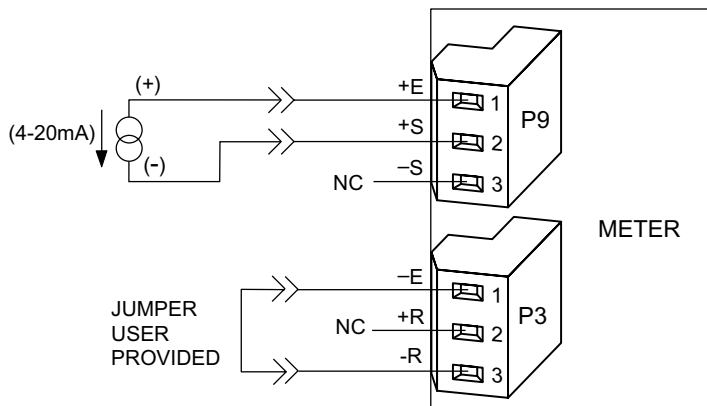 (+)
(4-20mA)
(-)
+E
1
+S
2
P9
–S
NC
3
METER
–E
1
JUMPER
USER
PROVIDED
+R
NC
2
P3
-R
3